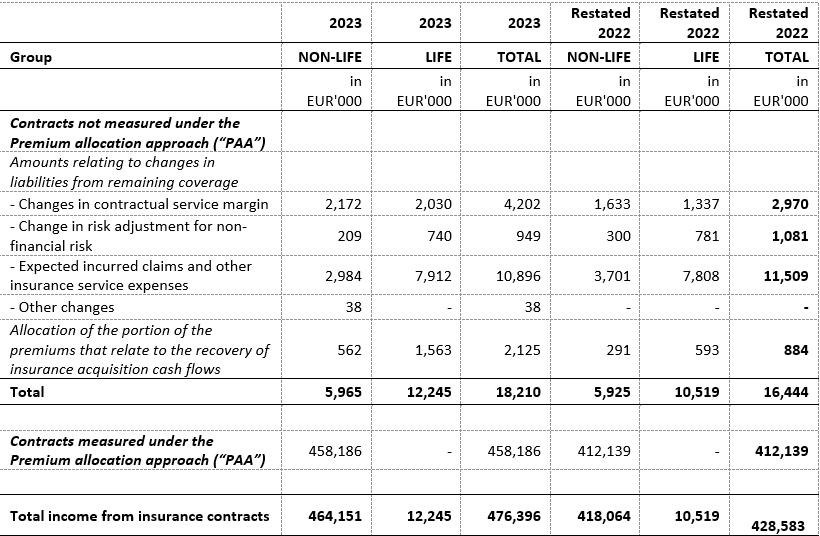 2023 2023 2023 Restated 2022 Restated 2022 Restated 2022
Group NON-LIFE LIFE TOTAL NON-LIFE LIFE TOTAL
in EUR'000 in EUR'000 in EUR'000 in EUR'000 in EUR'000 in EUR'000
Contracts not measured under the
Premium allocation approach (“PAA”)
Amounts relating to changes in
liabilities from remaining coverage
- Changes in contractual service margin 2,172 2,030 4,202 1,633 1,337 2,970
- Change in risk adjustment for non-
financial risk 209 740 949 300 781 1,081
- Expected incurred claims and other
insurance service expenses 2,984 7,912 10,896 3,701 7,808 11,509
- Other changes 38 - 38 - - -
Allocation of the portion of the
premiums that relate to the recovery of 562 1,563 2,125 291 593 884
insurance acquisition cash flows
Total 5,965 12,245 18,210 5,925 10,519 16,444
Contracts measured under the
Premium allocation approach (“PAA”) 458,186 - 458,186 412,139 - 412,139
Total income from insurance contracts 464,151 12,245 476,396 418,064 10,519 428,583